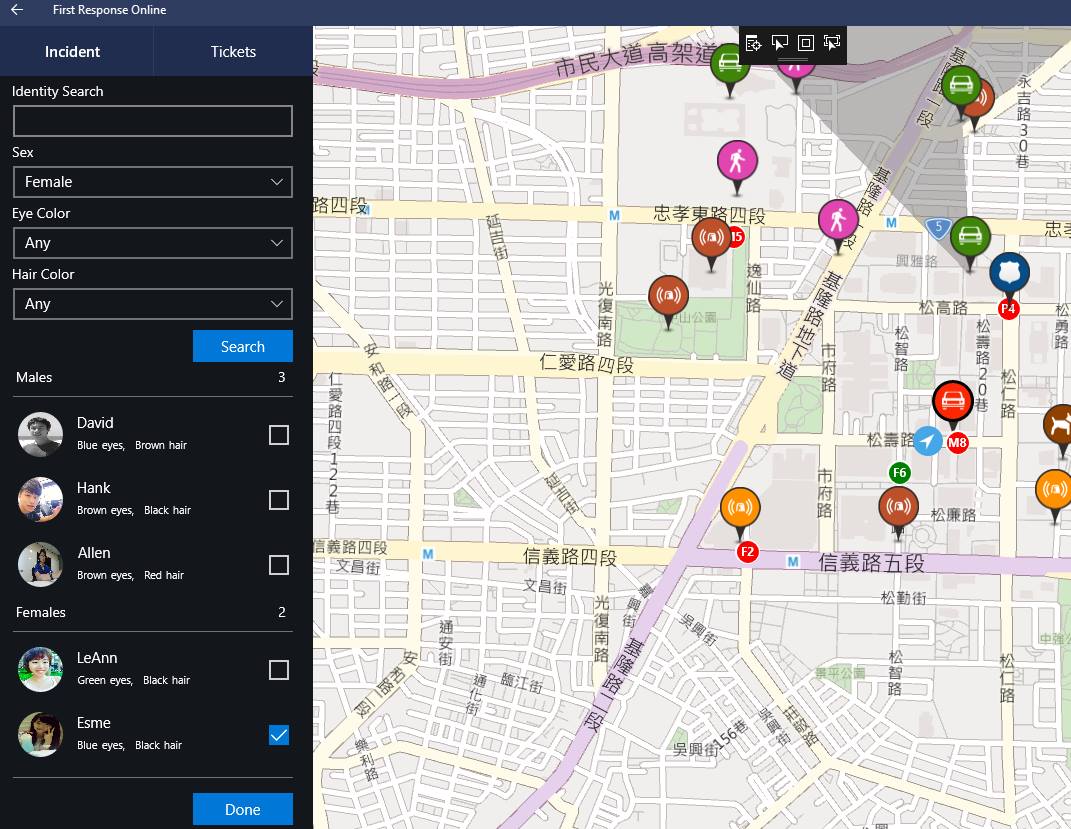 First Response Online
Incident
Tickets
Identity Search
Sex
Female
Eye Color
Any
Hair Color
Any
Search
Males 3
David
Blue eyes, Brown hair
Hank
Brown eyes, Black hair
Allen
Brown eyes, Red hair
Females 2
LeAnn
Green eyes, Black hair
Esme
Blue eyes, Black hair
Done
市民大道高架道
基隆路二段
永吉路30巷
路四段
M
忠孝東路四段
M
5
忠孝
基隆路
延吉街
逸仙路
光復南路
興雅路
松高路
P4
松勇路
中山公園
基隆路地下道
松智路
松壽路20巷
仁愛路四段
安和路一段
市府路
松仁路
仁愛路122巷
松壽路
M8
F6
延吉街
市府路
松廉路
信義路四段
M
信義路四段
F2
M
信義路五段
文昌街
文昌街
松勤街
嘉興街
光復南路
吳興街
通安街
基隆路二段
松智路
松仁路
景平公園
臨江街
通化街
安和路二段
樂利路
吳興街156巷
吳興街
莊敬路